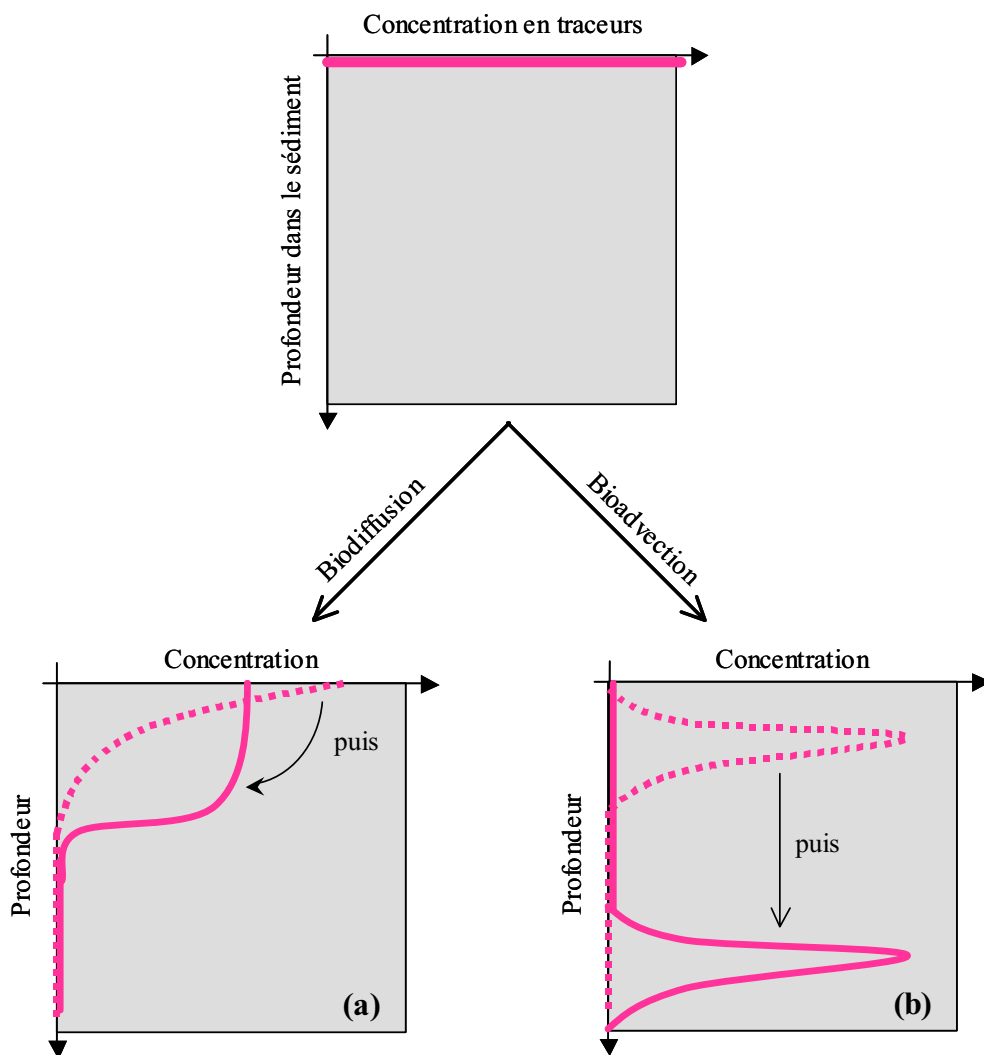 Concentration en traceurs
Profondeur dans le sédiment
Biodiffusion
Bioadvection
Concentration
puis
Profondeur
(a)
Concentration
puis
Profondeur
(b)